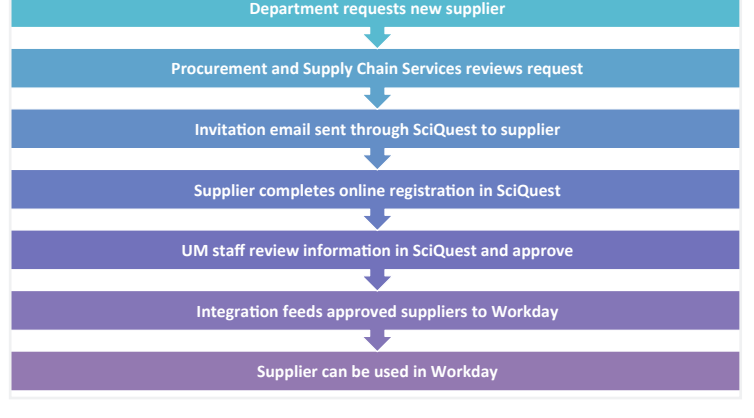 Department requests new supplier
Procurement and Supply Chain Services reviews request
Invitation email sent through SciQuest to supplier
Supplier completes online registration in SciQuest
UM staff review information in SciQuest and approve
Integration feeds approved suppliers to Workday
Supplier can be used in Workday